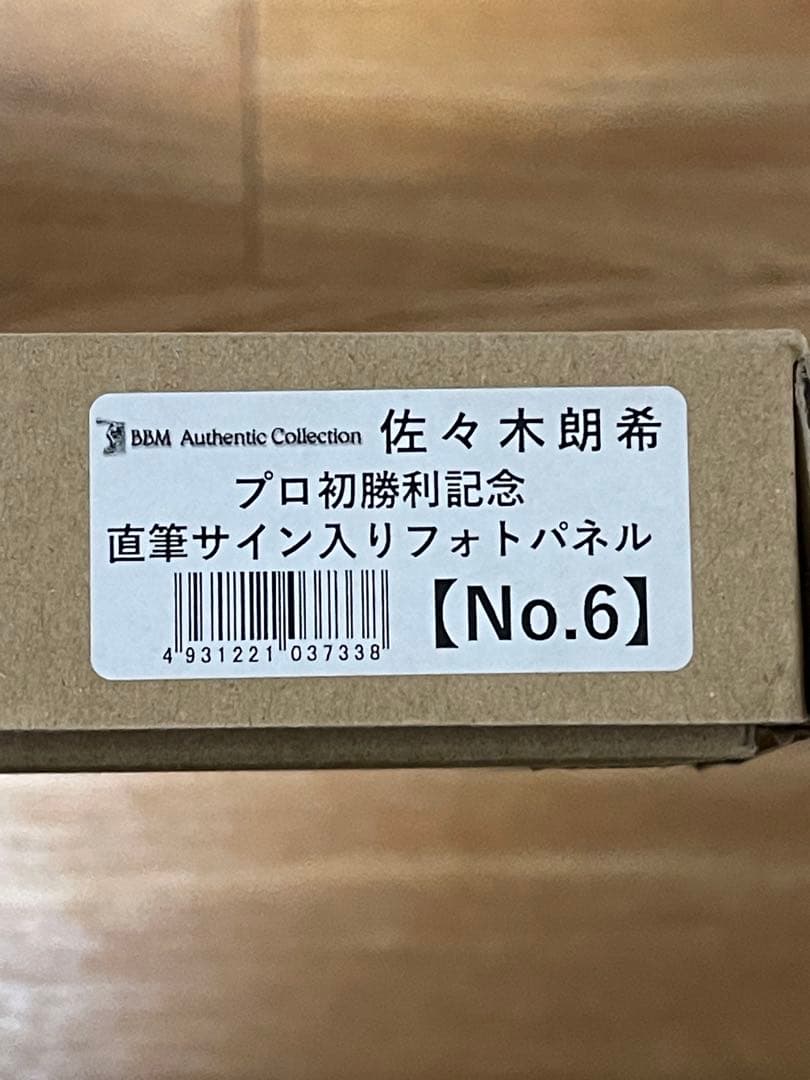 BBM Authentic Collection 佐々木朗希
プロ初勝利記念
直筆サイン入りフォトパネル
4 931221 037338 【No.6】